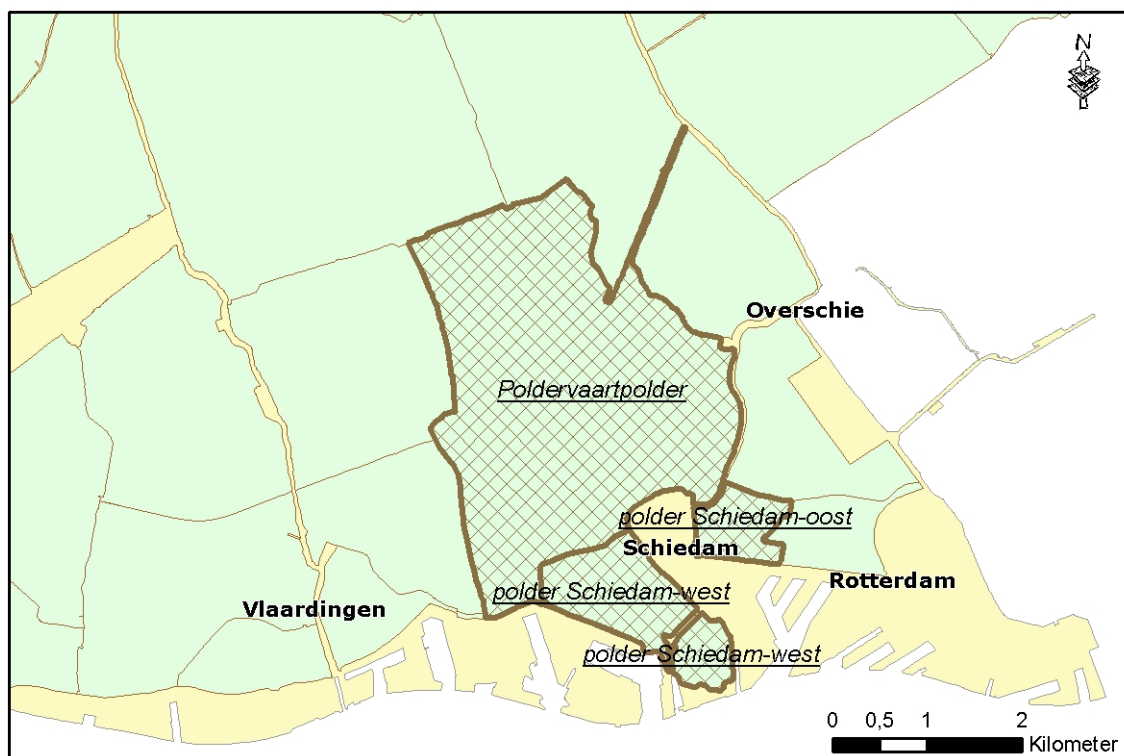 N
Overschie
Poldervaartpolder
polder Schiedam-oost
Schiedam
Rotterdam
polder Schiedam-west
Vlaardingen
polder Schiedam-west
0 0,5 1 2
Kilometer